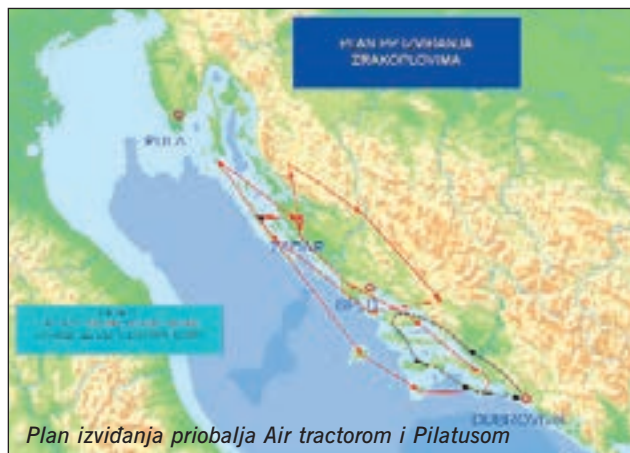 PLAN IZVIĐANJA
ZRAKOPLOVIMA
PULA
ZADAR
SPLIT
DUBROVNIK
Plan izviđanja priobalja Air tractorom i Pilatusom